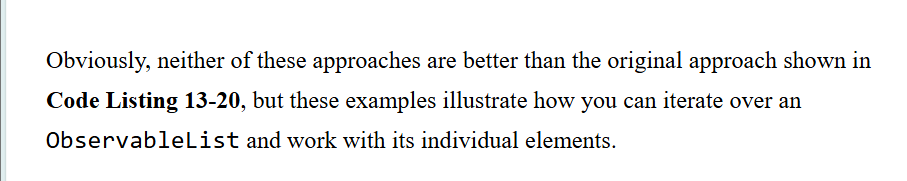 Obviously, neither of these approaches are better than the original approach shown in
Code Listing 13-20, but these examples illustrate how you can iterate over an
ObservableList and work with its individual elements.